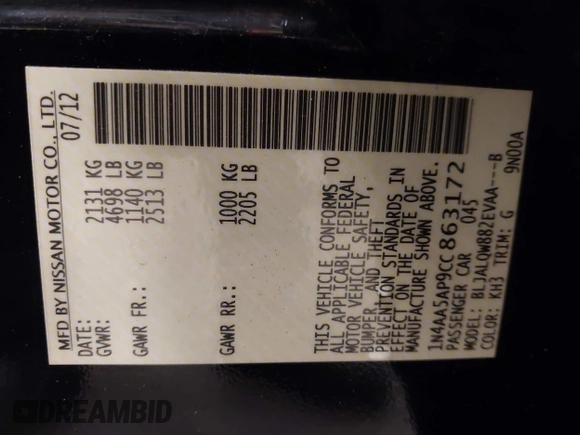 MFD BY NISSAN MOTOR CO., LTD.
DATE: 07/12
GVWR: 2131 KG
4698 LB
GAWR FR.: 1140 KG
2513 LB
GAWR RR.: 1000 KG
2205 LB
THIS VEHICLE CONFORMS TO
ALL APPLICABLE FEDERAL
MOTOR VEHICLE SAFETY,
BUMPER, AND THEFT
PREVENTION STANDARDS IN
EFFECT ON THE DATE OF
MANUFACTURE SHOWN ABOVE.
1N4AA5AP9CC863172
PASSENGER CAR 045
MODEL: BLJALQW882EVAA---B
COLOR: KH3 TRIM: G 9N00A
DREAMBID